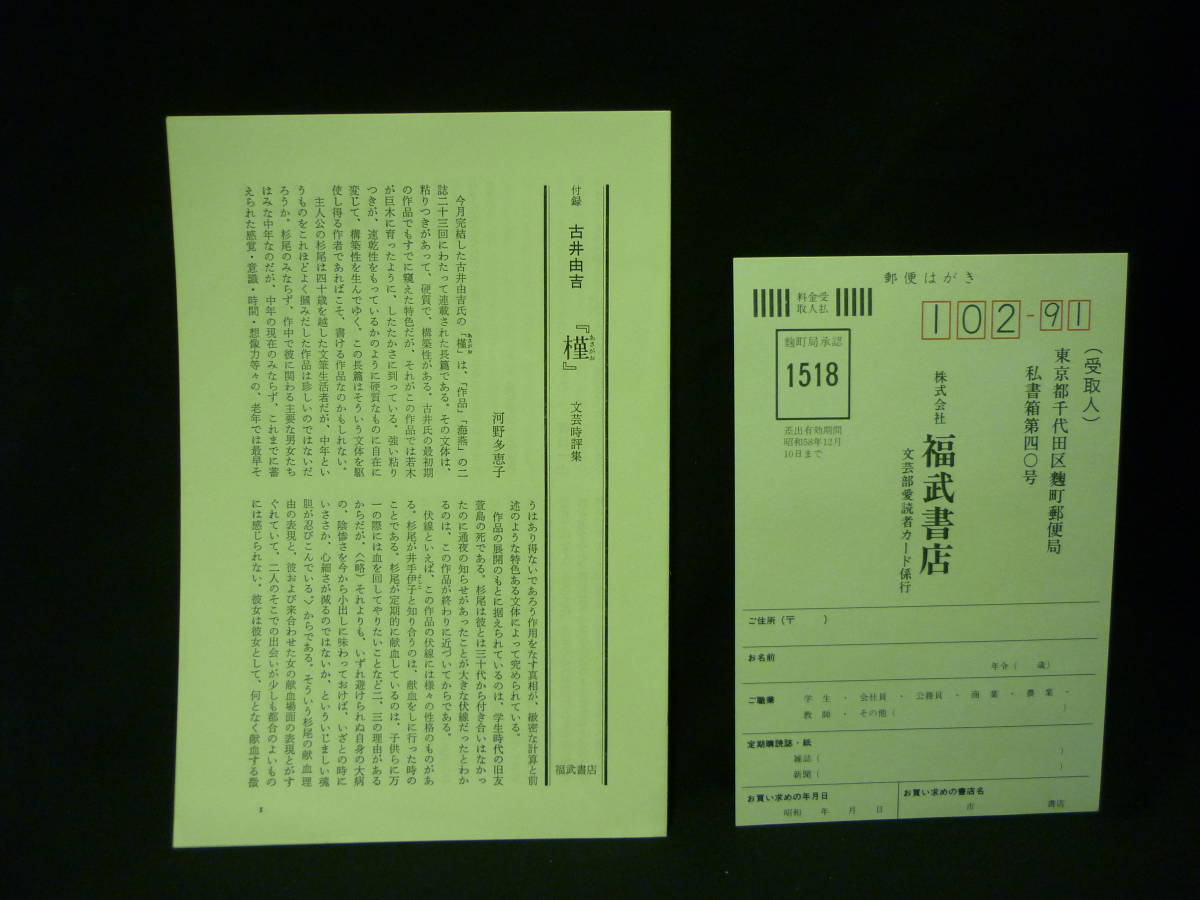 付録 古井由吉 『槿』 文芸時評集
あさがお
福武書店
河野多恵子
今月完結した古井由吉氏の「槿」は、「作品」「海燕」の二
あさがお
誌二十三回にわたって連載された長篇である。その文体は、
粘りつきがあって、硬質で、構築性がある。古井氏の最初期
の作品でもすでに窺えた特色だが、それがこの作品では若木
が巨木に育ったように、したたかさに到っている。強い粘り
つきが、速乾性をもっているかのように硬質なものに自在に
変じて、構築性を生んでゆく。この長篇はそういう文体を駆
使し得る作者であればこそ、書ける作品なのかもしれない。
主人公の杉尾は四十歳を越した文筆生活者だが、中年とい
うものをこれほどよく摑みだした作品は珍しいのではないだ
ろうか。杉尾のみならず、作中で彼に関わる主要な男女たち
はみな中年なのだが、中年の現在のみならず、これまでに蓄
えられた感覚・意識・時間・想像力等々の、老年では最早そ
うはあり得ないであろう作用をなす真相が、緻密な計算と前
述のような特色ある文体によって究められている。
作品の展開のもとに据えられているのは、学生時代の旧友
萱島の死である。杉尾は彼とは三十代から付き合いはなかっ
たのに通夜の知らせがあったことが大きな伏線だったとわか
るのは、この作品が終わりに近づいてからである。
伏線といえば、この作品の伏線には様々の性格のものがあ
る。杉尾が井手伊子と知り合うのは、献血をしに行った時の
ことである。杉尾が定期的に献血しているのは、子供らに万
一の際には血を回してやりたいことなど二、三の理由がある
からだが、〈(略)それよりも、いずれ避けられぬ自身の大病
の、陰惨さを今から小出しに味わっておけば、いざとの時に
いささか、心細さが減るのではないか、といういじましい魂
胆が忍びこんでいる〉からである。そういう杉尾の献血理
由の表現と、彼および来合わせた女の献血場面の表現とがす
ぐれていて、二人のそこでの出会いが少しも都合のよいもの
には感じられない。彼女は彼女として、何となく献血する徴
郵便はがき
料金受
取人払
102-91
麴町局承認
1518
差出有効期間
昭和58年12月
10日まで
(受取人)
東京都千代田区麴町郵便局
私書箱第四〇号
株式会社 福武書店
文芸部愛読者カード係行
ご住所(〒 )
お名前
年令( 歳)
ご職業 学生・会社員・公務員・商業・農業・
教師・その他( )
定期購読誌・紙
雑誌( )
新聞( )
お買い求めの年月日
昭和 年 月 日
お買い求めの書店名
市 書店